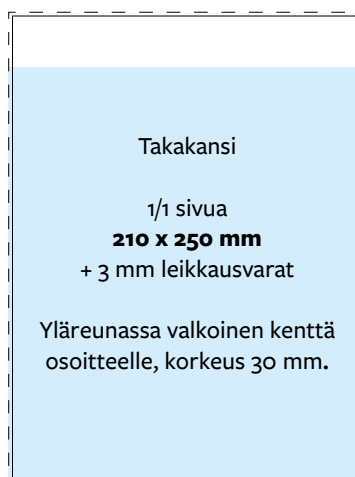 Takakansi
1/1 sivua
210 x 250 mm
+ 3 mm leikkausvarat
Yläreunassa valkoinen kenttä
osoitteelle, korkeus 30 mm.